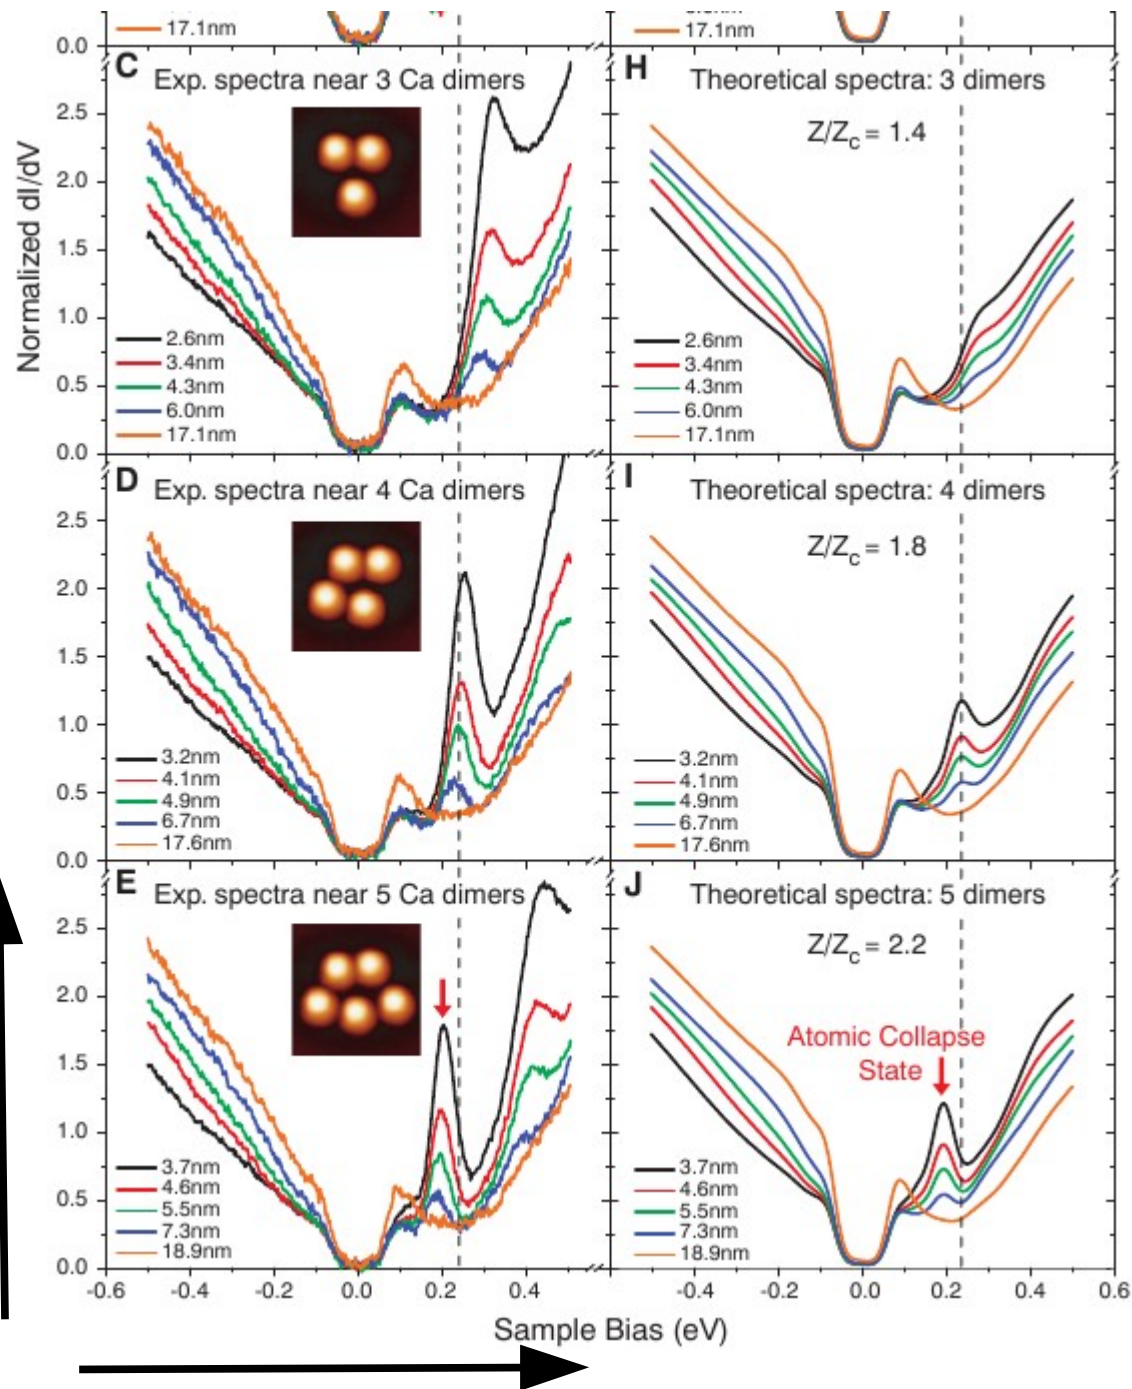 17.1nm
0.0
17.1nm
C Exp. spectra near 3 Ca dimers
2.5
2.0
1.5
1.0
0.5
0.0
Normalized dI/dV
2.6nm
3.4nm
4.3nm
6.0nm
17.1nm
H Theoretical spectra: 3 dimers
Z/Zc = 1.4
2.6nm
3.4nm
4.3nm
6.0nm
17.1nm
D Exp. spectra near 4 Ca dimers
2.5
2.0
1.5
1.0
0.5
0.0
3.2nm
4.1nm
4.9nm
6.7nm
17.6nm
I Theoretical spectra: 4 dimers
Z/Zc = 1.8
3.2nm
4.1nm
4.9nm
6.7nm
17.6nm
E Exp. spectra near 5 Ca dimers
2.5
2.0
1.5
1.0
0.5
0.0
3.7nm
4.6nm
5.5nm
7.3nm
18.9nm
J Theoretical spectra: 5 dimers
Z/Zc = 2.2
Atomic Collapse
State
3.7nm
4.6nm
5.5nm
7.3nm
18.9nm
-0.6 -0.4 -0.2 0.0 0.2 0.4 -0.4 -0.2 0.0 0.2 0.4 0.6
Sample Bias (eV)